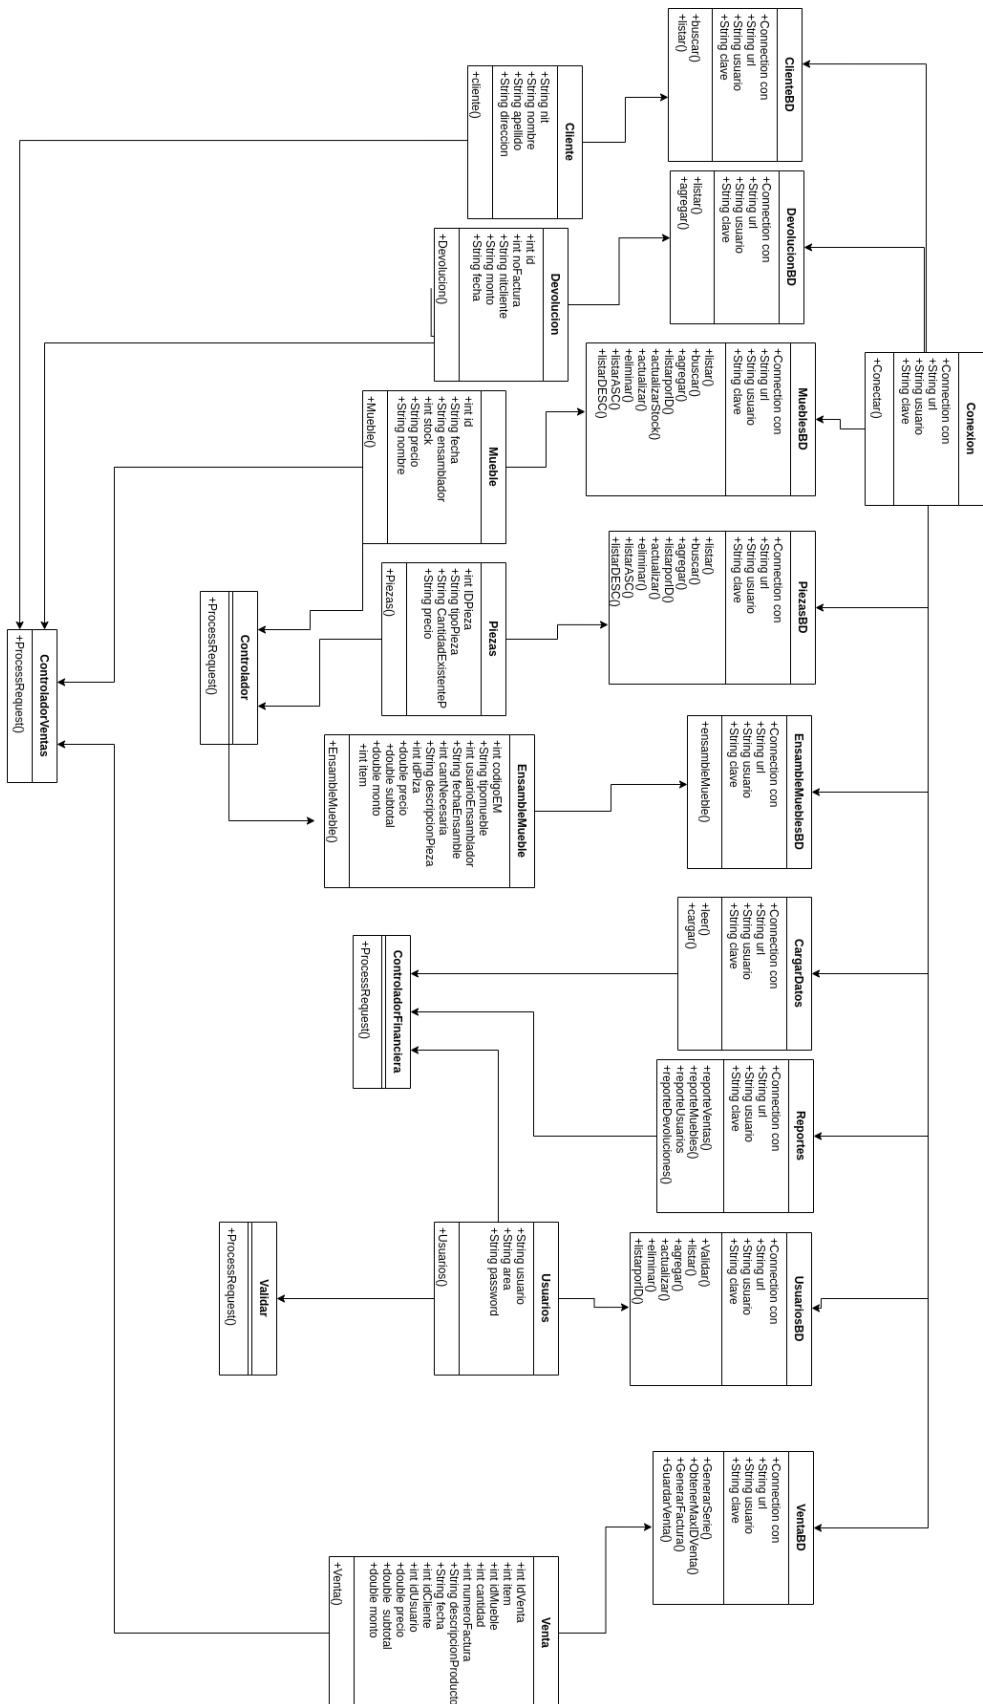 Conexion
+Connection con
+String url
+String usuario
+String clave
+Conectar()
ClienteBD
+Connection con
+String url
+String usuario
+String clave
+buscar()
+listar()
DevolucionBD
+Connection con
+String url
+String usuario
+String clave
+listar()
+agregar()
MueblesBD
+Connection con
+String url
+String usuario
+String clave
+listar()
+buscar()
+agregar()
+listarporID()
+actualizarStock()
+actualizar()
+eliminar()
+listarASC()
+listarDESC()
PiezasBD
+Connection con
+String url
+String usuario
+String clave
+listar()
+buscar()
+agregar()
+listarporID()
+actualizar()
+eliminar()
+listarASC()
+listarDESC()
EnsambleMueblesBD
+Connection con
+String url
+String usuario
+String clave
+ensambleMueble()
CargarDatos
+Connection con
+String url
+String usuario
+String clave
+leer()
+cargar()
Reportes
+Connection con
+String url
+String usuario
+String clave
+reporteVentas()
+reporteMuebles()
+reporteUsuarios
+reporteDevoluciones()
UsuariosBD
+Connection con
+String url
+String usuario
+String clave
+Validar()
+listar()
+agregar()
+actualizar()
+eliminar()
+listarporID()
VentaBD
+Connection con
+String url
+String usuario
+String clave
+GenerarSerie()
+ObtenerMaxIDVenta()
+GenerarFactura()
+GuardarVenta()
Cliente
+String nit
+String nombre
+String apellido
+String direccion
+cliente()
Devolucion
+int id
+int noFactura
+String nitcliente
+String monto
+String fecha
+Devolucion()
Mueble
+int id
+String fecha
+String ensamblador
+int stock
+String precio
+String nombre
+Mueble()
Piezas
+int IDPieza
+String tipoPieza
+String CantidadExistenteP
+String precio
+Piezas()
EnsambleMueble
+int codigoEM
+String tipomueble
+int usuarioEnsamblador
+String fechaEnsamble
+int cantNecesaria
+String descripcionPieza
+int idPiza
+double precio
+double subtotal
+double monto
+int item
+EnsambleMueble()
Usuarios
+String usuario
+String area
+String password
+Usuarios()
Venta
+int IdVenta
+int item
+int idMueble
+int cantidad
+int numeroFactura
+String descripcionProducto
+String fecha
+int idCliente
+int idUsuario
+double precio
+double subtotal
+double monto
+Venta()
ControladorFinanciera
+ProcessRequest()
Controlador
+ProcessRequest()
Validar
+ProcessRequest()
ControladorVentas
+ProcessRequest()